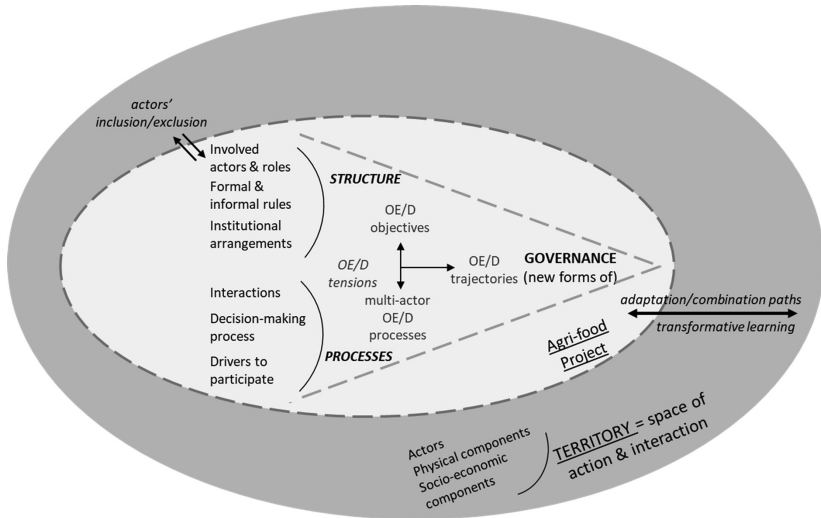 actors'
inclusion/exclusion
Involved
actors & roles
Formal &
informal rules
Institutional
arrangements
STRUCTURE
OE/D
objectives
OE/D
tensions
OE/D
trajectories
multi-actor
OE/D
processes
GOVERNANCE
(new forms of)
Interactions
Decision-making
process
Drivers to
participate
PROCESSES
adaptation/combination paths
transformative learning
Agri-food
Project
Actors
Physical components
Socio-economic
components
TERRITORY = space of
action & interaction